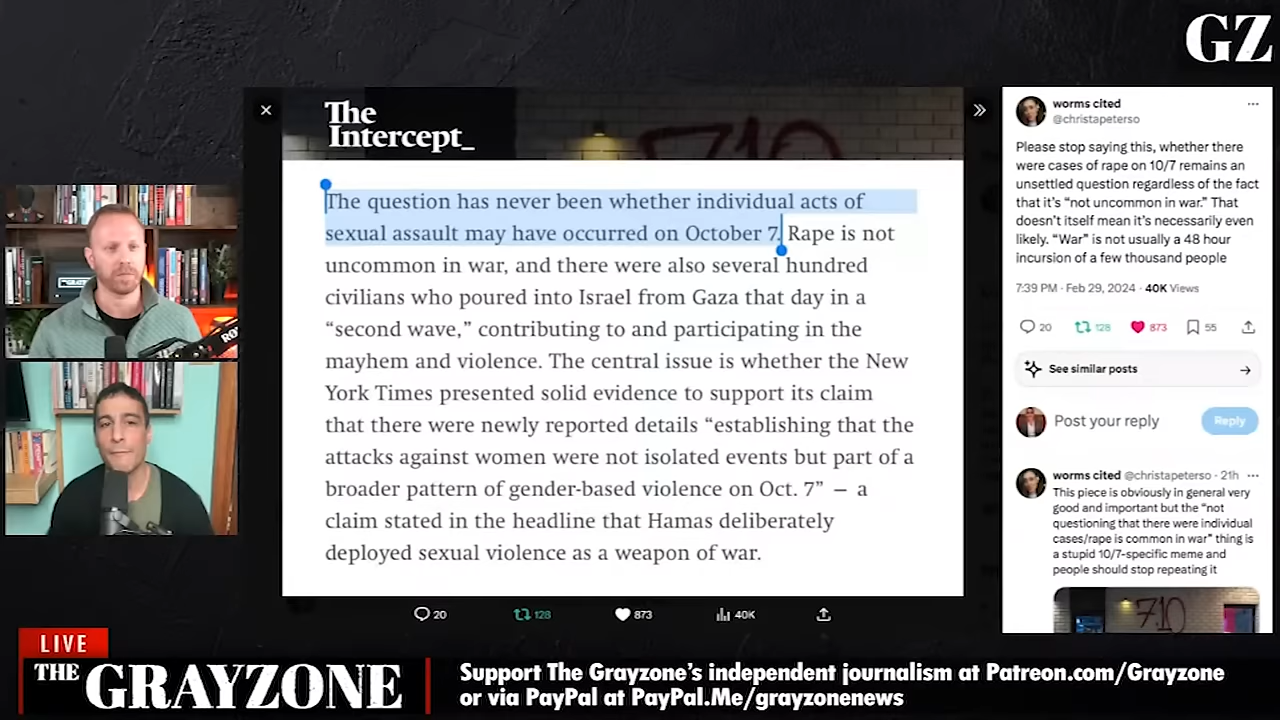 GZ
The
Intercept_
The question has never been whether individual acts of
sexual assault may have occurred on October 7. Rape is not
uncommon in war, and there were also several hundred
civilians who poured into Israel from Gaza that day in a
“second wave,” contributing to and participating in the
mayhem and violence. The central issue is whether the New
York Times presented solid evidence to support its claim
that there were newly reported details “establishing that the
attacks against women were not isolated events but part of a
broader pattern of gender-based violence on Oct. 7” — a
claim stated in the headline that Hamas deliberately
deployed sexual violence as a weapon of war.
20 128 873 40K
worms cited
@christapeterso
Please stop saying this, whether there
were cases of rape on 10/7 remains an
unsettled question regardless of the fact
that it’s “not uncommon in war.” That
doesn’t itself mean it’s necessarily even
likely. “War” is not usually a 48 hour
incursion of a few thousand people
7:39 PM · Feb 29, 2024 · 40K Views
20 128 873 55
See similar posts
Post your reply
Reply
worms cited @christapeterso · 21h
This piece is obviously in general very
good and important but the “not
questioning that there were individual
cases/rape is common in war” thing is
a stupid 10/7-specific meme and
people should stop repeating it
7.10
LIVE
THE GRAYZONE
Support The Grayzone’s independent journalism at Patreon.com/Grayzone
or via PayPal at PayPal.Me/grayzonenews